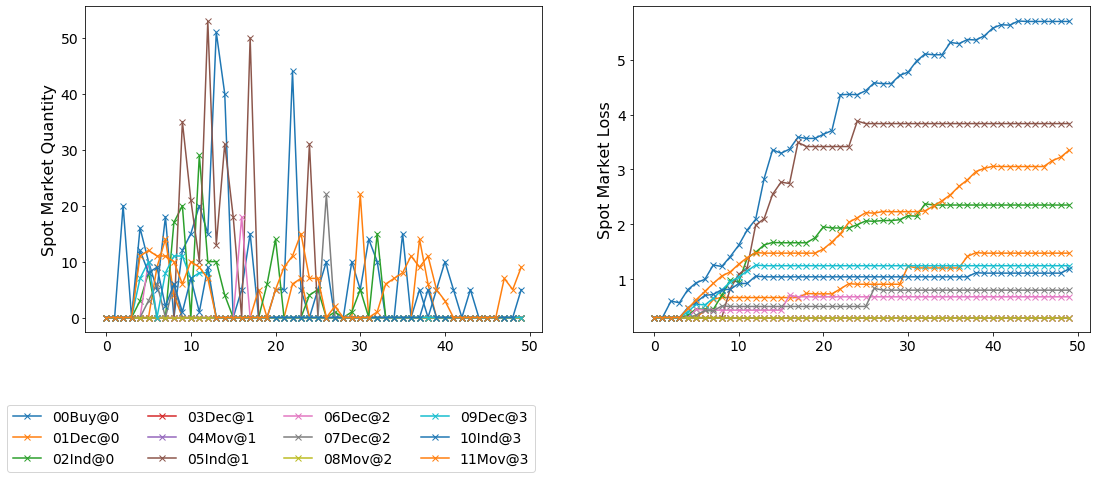 Spot Market Quantity
50
40
30
20
10
0
0 10 20 30 40 50
Spot Market Loss
5
4
3
2
1
0 10 20 30 40 50
00Buy@0 03Dec@1 06Dec@2 09Dec@3
01Dec@0 04Mov@1 07Dec@2 10Ind@3
02Ind@0 05Ind@1 08Mov@2 11Mov@3